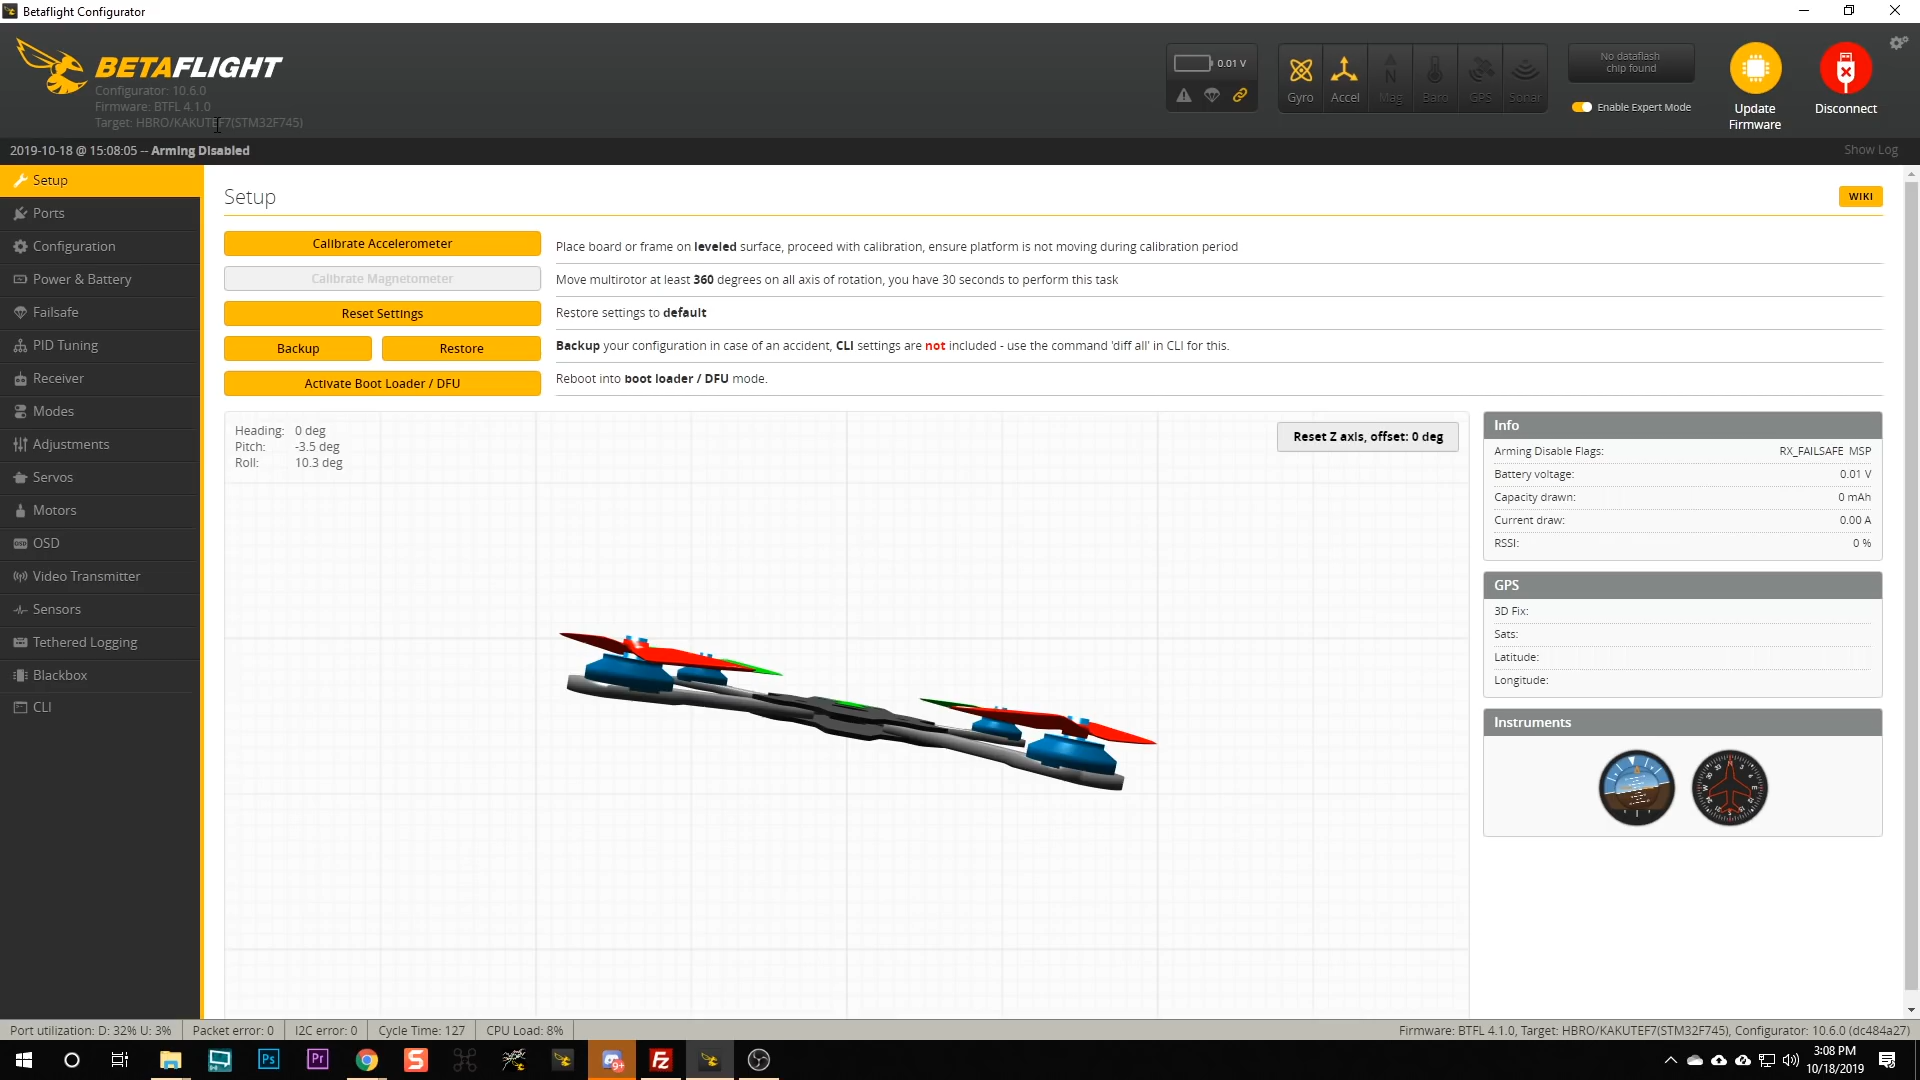 Betaflight Configurator
BETAFLIGHT
Configurator: 10.6.0
Firmware: BTFL 4.1.0
Target: HBRO/KAKUTEF7(STM32F745)
0.01 V
Gyro
Accel
Mag
Baro
GPS
Sonar
No dataflash
chip found
Enable Expert Mode
Update
Firmware
Disconnect
2019-10-18 @ 15:08:05 -- Arming Disabled
Show Log
Setup
Ports
Configuration
Power & Battery
Failsafe
PID Tuning
Receiver
Modes
Adjustments
Servos
Motors
OSD
Video Transmitter
Sensors
Tethered Logging
Blackbox
CLI
Setup
WIKI
Calibrate Accelerometer
Place board or frame on leveled surface, proceed with calibration, ensure platform is not moving during calibration period
Calibrate Magnetometer
Move multirotor at least 360 degrees on all axis of rotation, you have 30 seconds to perform this task
Reset Settings
Restore settings to default
Backup
Restore
Backup your configuration in case of an accident, CLI settings are not included - use the command 'diff all' in CLI for this.
Activate Boot Loader / DFU
Reboot into boot loader / DFU mode.
Heading: 0 deg
Pitch: -3.5 deg
Roll: 10.3 deg
Reset Z axis, offset: 0 deg
Info
Arming Disable Flags: RX_FAILSAFE MSP
Battery voltage: 0.01 V
Capacity drawn: 0 mAh
Current draw: 0.00 A
RSSI: 0 %
GPS
3D Fix:
Sats:
Latitude:
Longitude:
Instruments
Port utilization: D: 32% U: 3%
Packet error: 0
I2C error: 0
Cycle Time: 127
CPU Load: 8%
Firmware: BTFL 4.1.0, Target: HBRO/KAKUTEF7(STM32F745), Configurator: 10.6.0 (dc484a27)
3:08 PM
10/18/2019